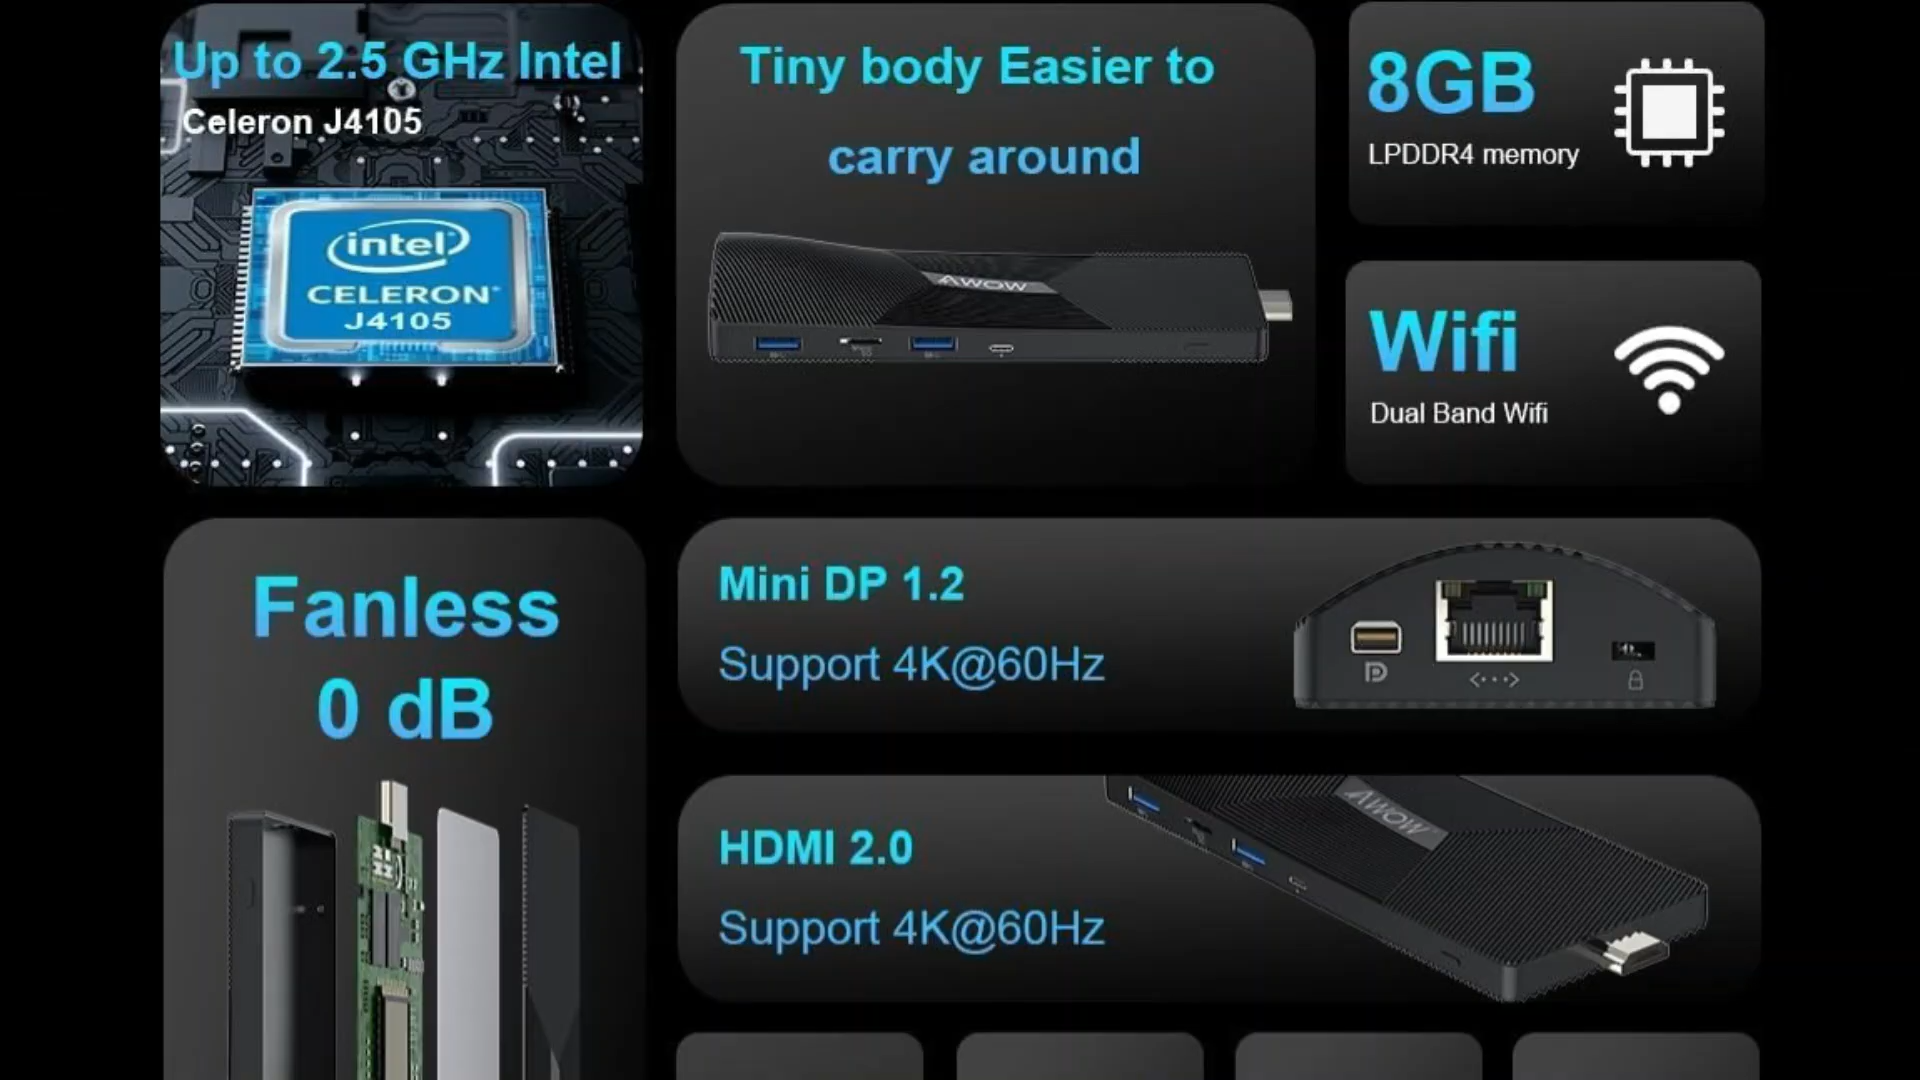 Up to 2.5 GHz Intel
Celeron J4105
intel
CELERON
J4105
Tiny body Easier to
carry around
AWOW
8GB
LPDDR4 memory
Wifi
Dual Band Wifi
Fanless
0 dB
Mini DP 1.2
Support 4K@60Hz
HDMI 2.0
Support 4K@60Hz
AWOW